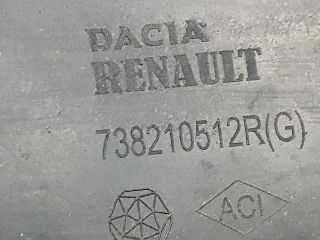 DACIA
RENAULT
738210512R(G)
ACI